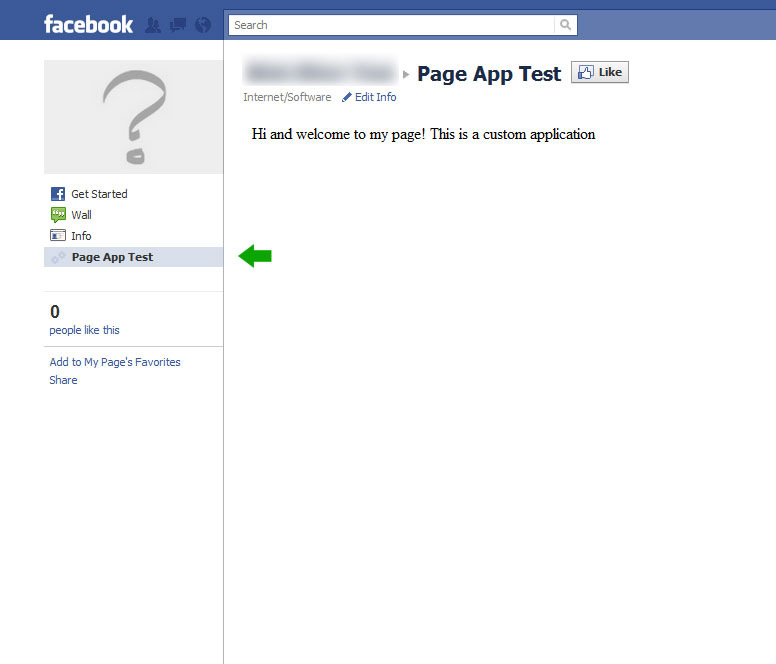 facebook
Search
Page App Test
Like
Internet/Software
Edit Info
Hi and welcome to my page! This is a custom application
Get Started
Wall
Info
Page App Test
0
people like this
Add to My Page's Favorites
Share